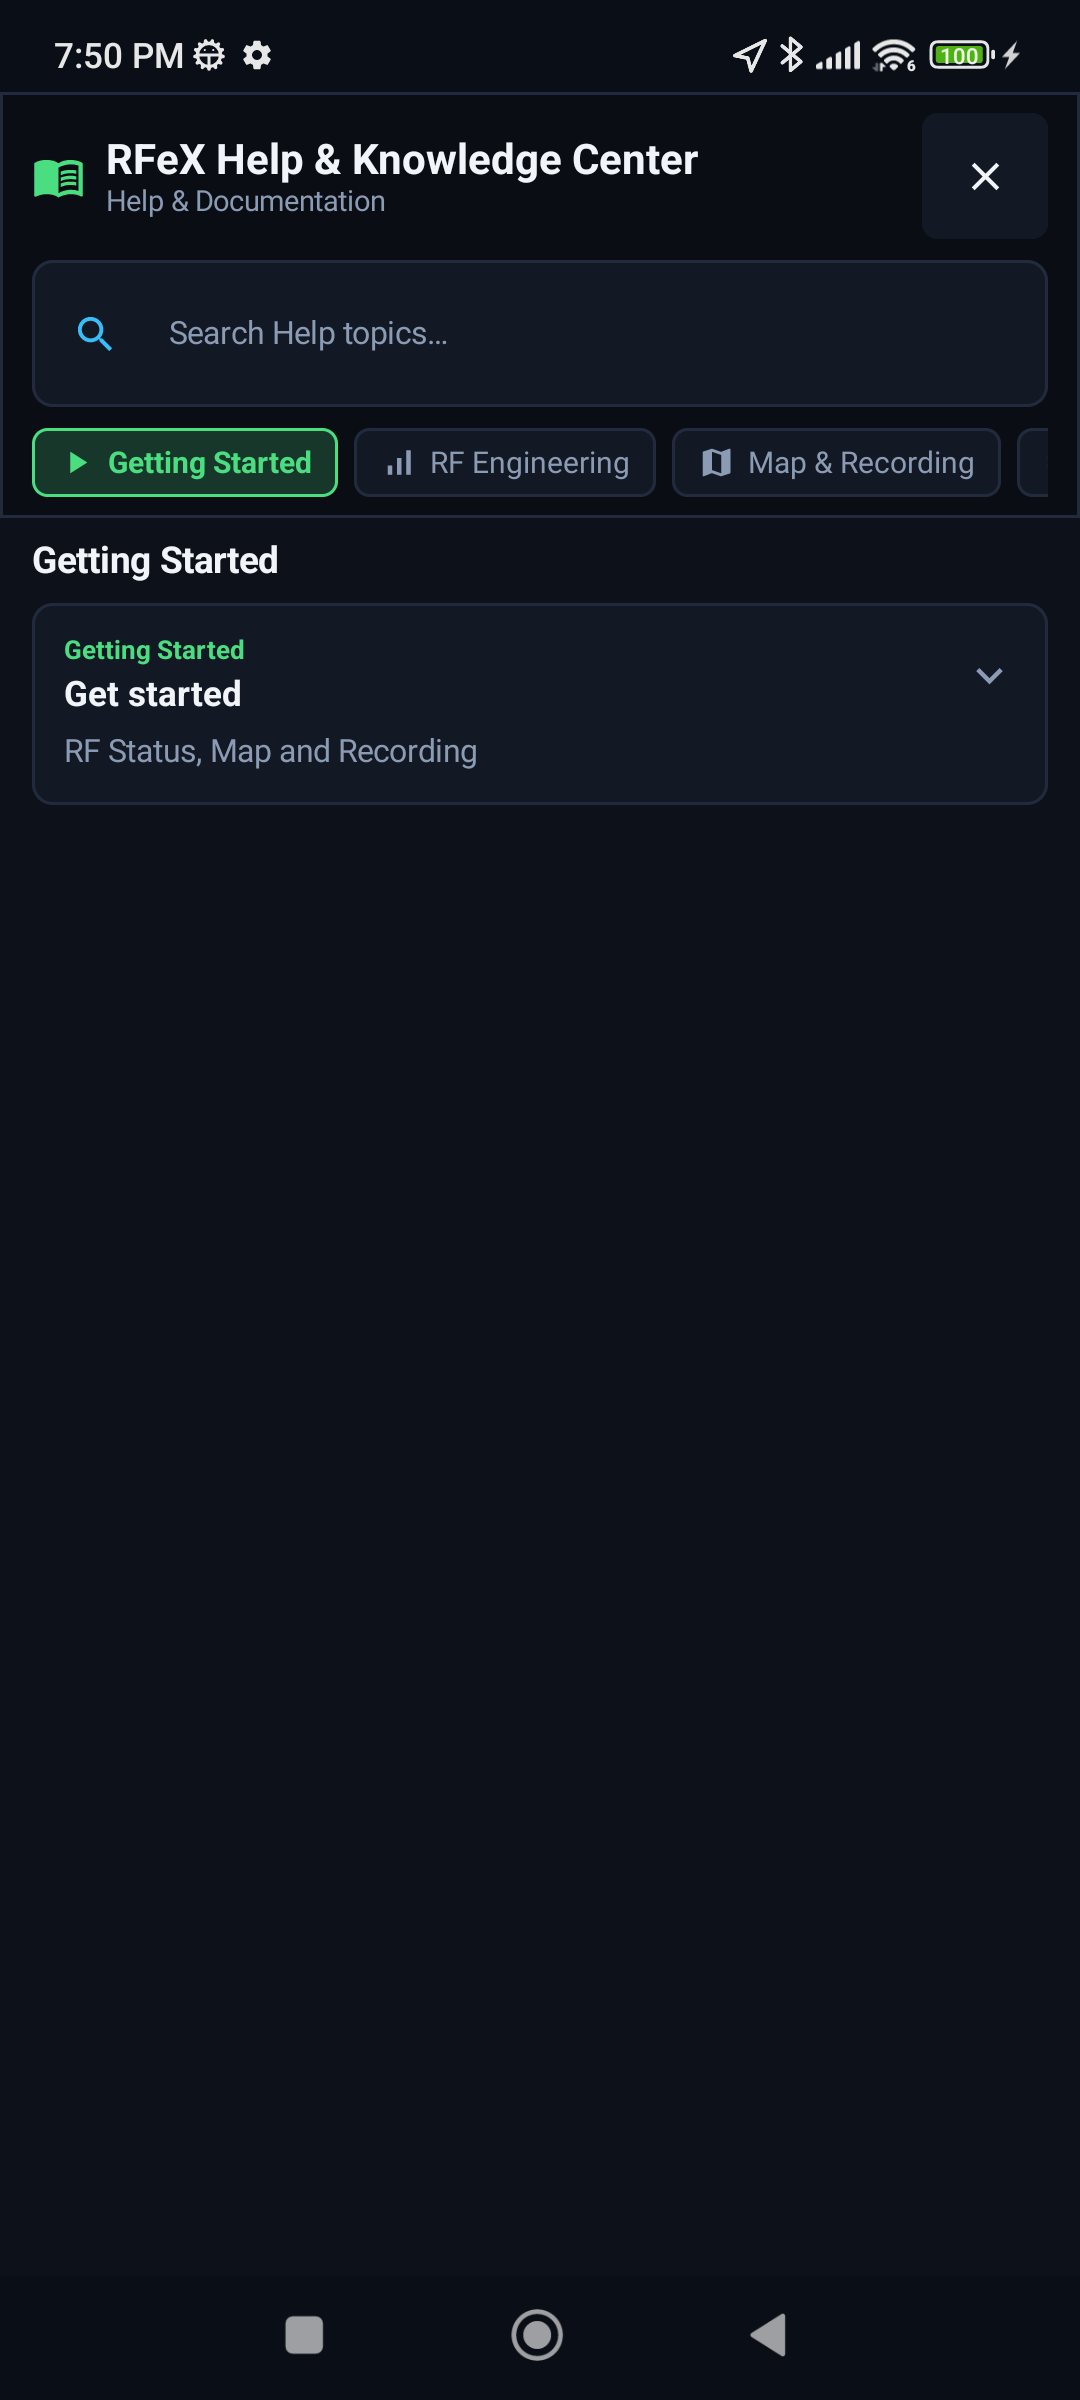 7:50 PM
6
100
RFeX Help & Knowledge Center
Help & Documentation
Search Help topics...
Getting Started
RF Engineering
Map & Recording
Getting Started
Getting Started
Get started
RF Status, Map and Recording